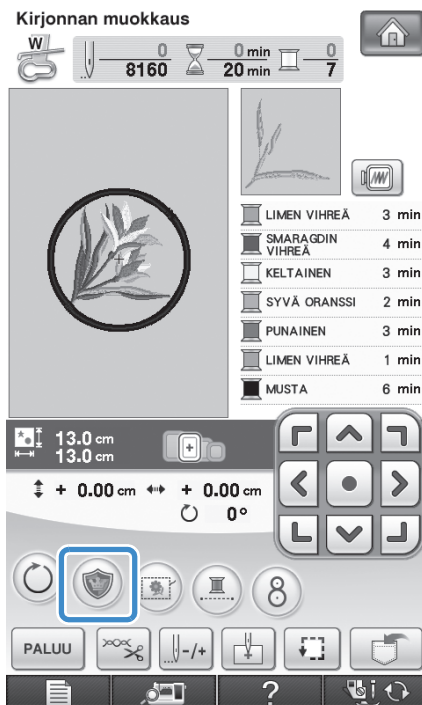 Kirjonnan muokkaus
W
0 0 min 0
8160 20 min 7
LIMEN VIHREÄ 3 min
SMARAGDIN
VIHREÄ 4 min
KELTAINEN 3 min
SYVÄ ORANSSI 2 min
PUNAINEN 3 min
LIMEN VIHREÄ 1 min
MUSTA 6 min
13.0 cm
13.0 cm
+ 0.00 cm + 0.00 cm
0°
8
PALUU
-/+
?